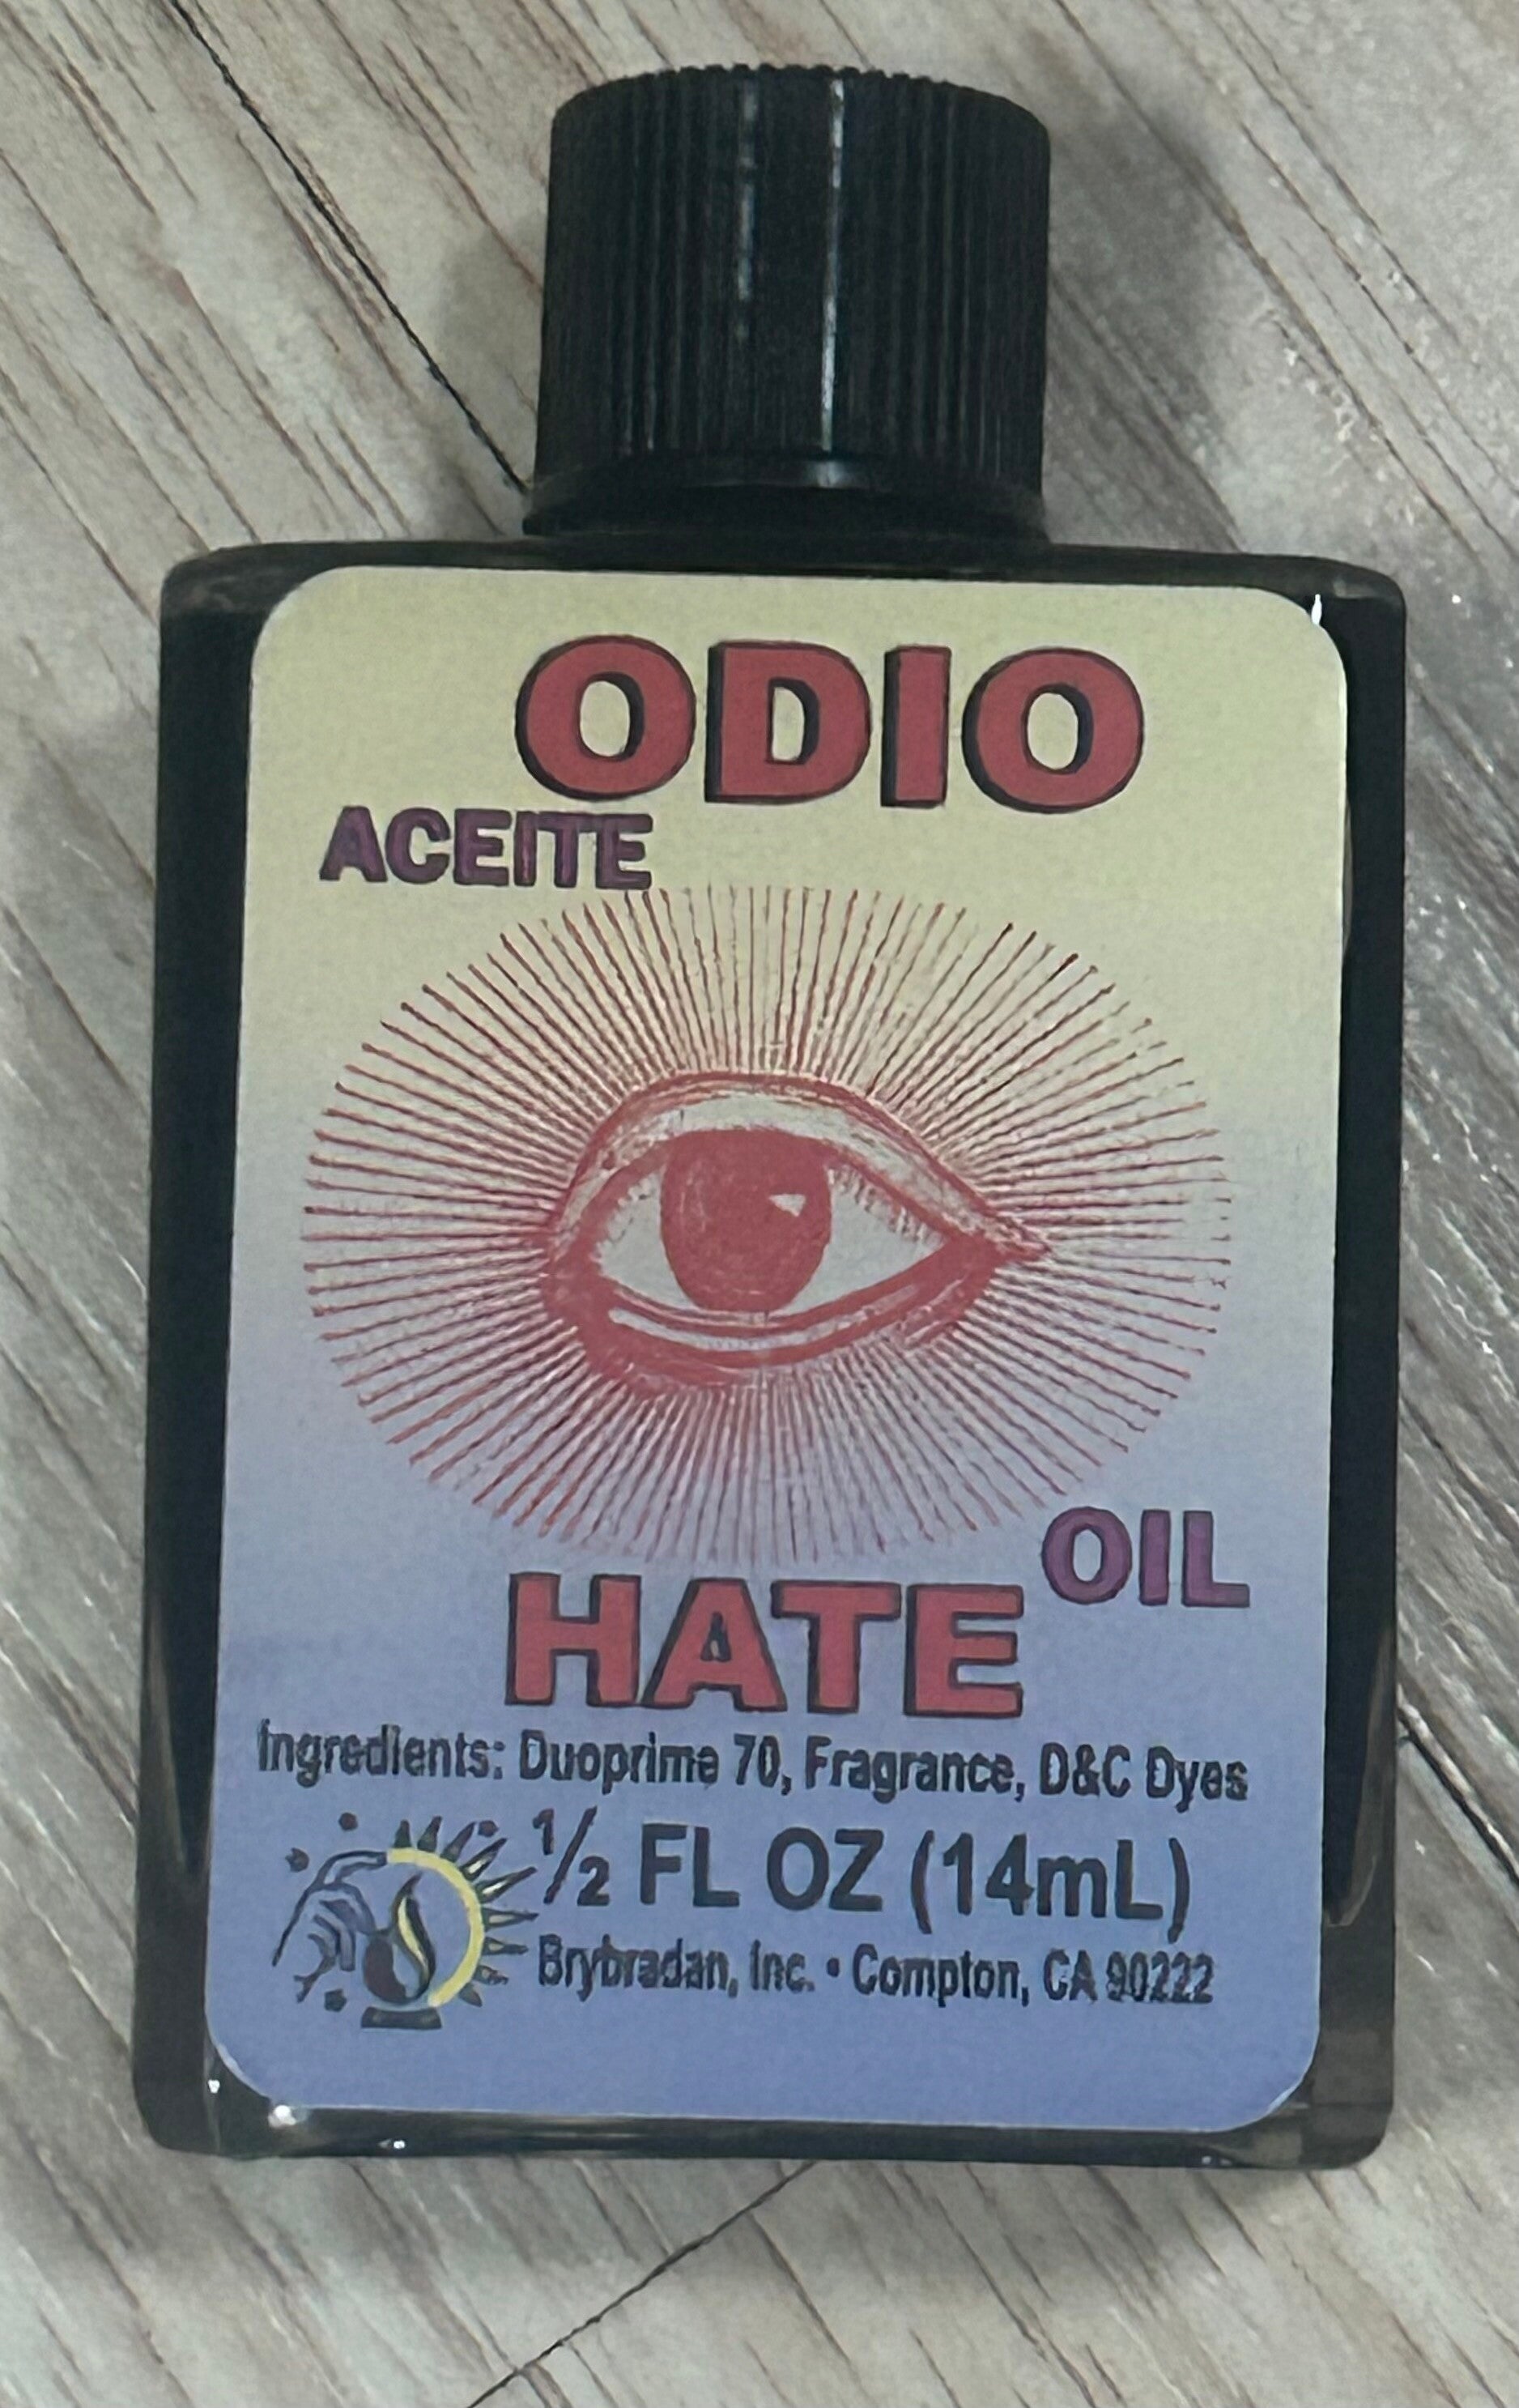 ODIO
ACEITE
OIL
HATE
Ingredients: Duoprime 70, Fragrance, D&C Dyes
½ FL OZ (14mL)
Brybradan, Inc. • Compton, CA 90222